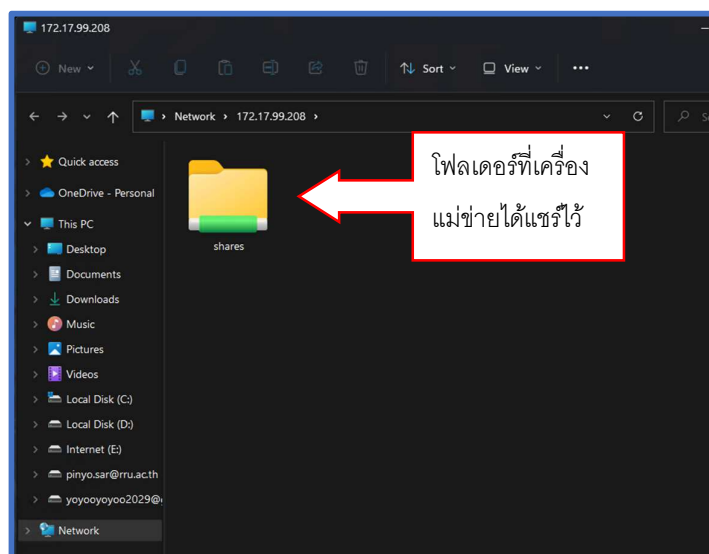 172.17.99.208
New
Sort
View
Network > 172.17.99.208 >
Quick access
OneDrive - Personal
This PC
Desktop
Documents
Downloads
Music
Pictures
Videos
Local Disk (C:)
Local Disk (D:)
Internet (E:)
pinyo.sar@rru.ac.th
yoyooyoyoo2029@
Network
shares
โฟลเดอร์ที่เครื่อง
แม่ข่ายได้แชร์ไว้